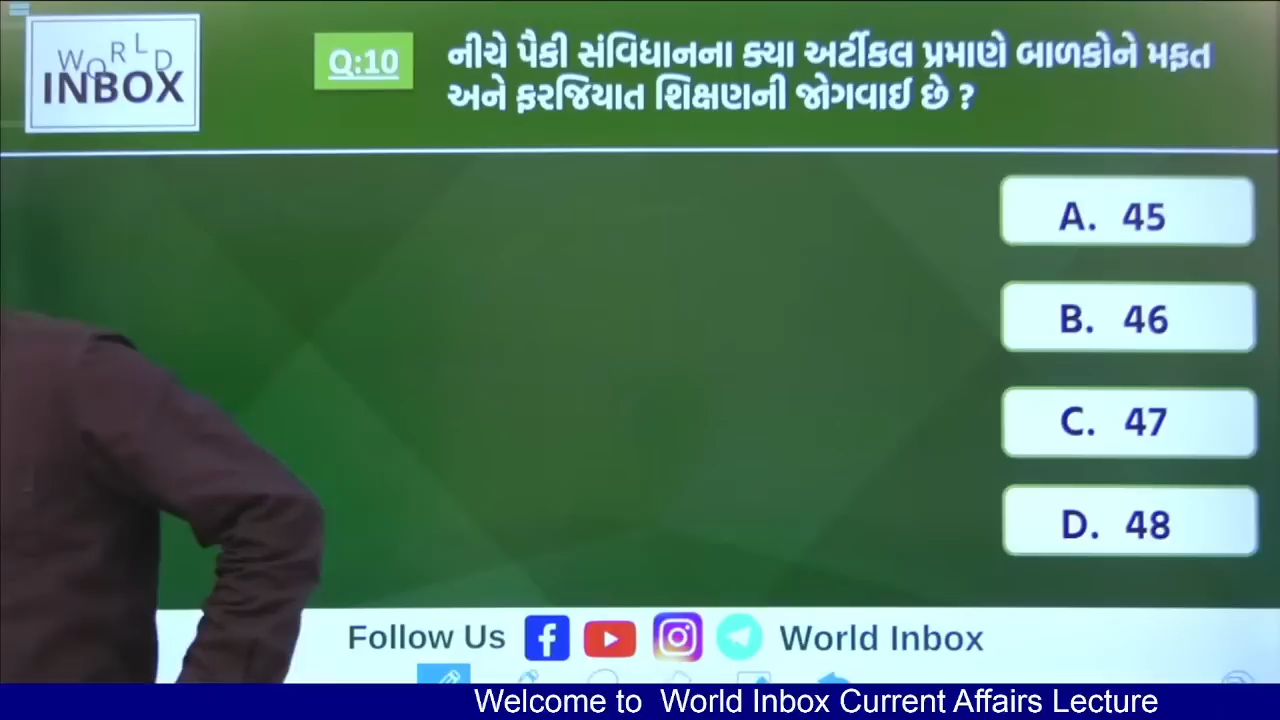 WORLD
INBOX
Q:10
નીચે પૈકી સંવિધાનના ક્યા અર્ટીકલ પ્રમાણે બાળકોને મફત
અને ફરજિયાત શિક્ષણની જોગવાઈ છે ?
A. 45
B. 46
C. 47
D. 48
Follow Us
World Inbox
Welcome to World Inbox Current Affairs Lecture